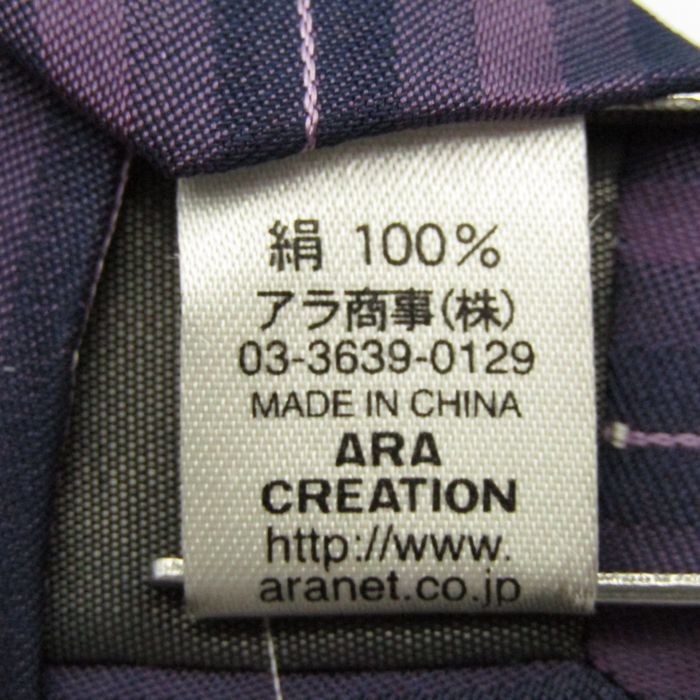 絹 100%
アラ商事(株)
03-3639-0129
MADE IN CHINA
ARA
CREATION
http://www.
aranet.co.jp